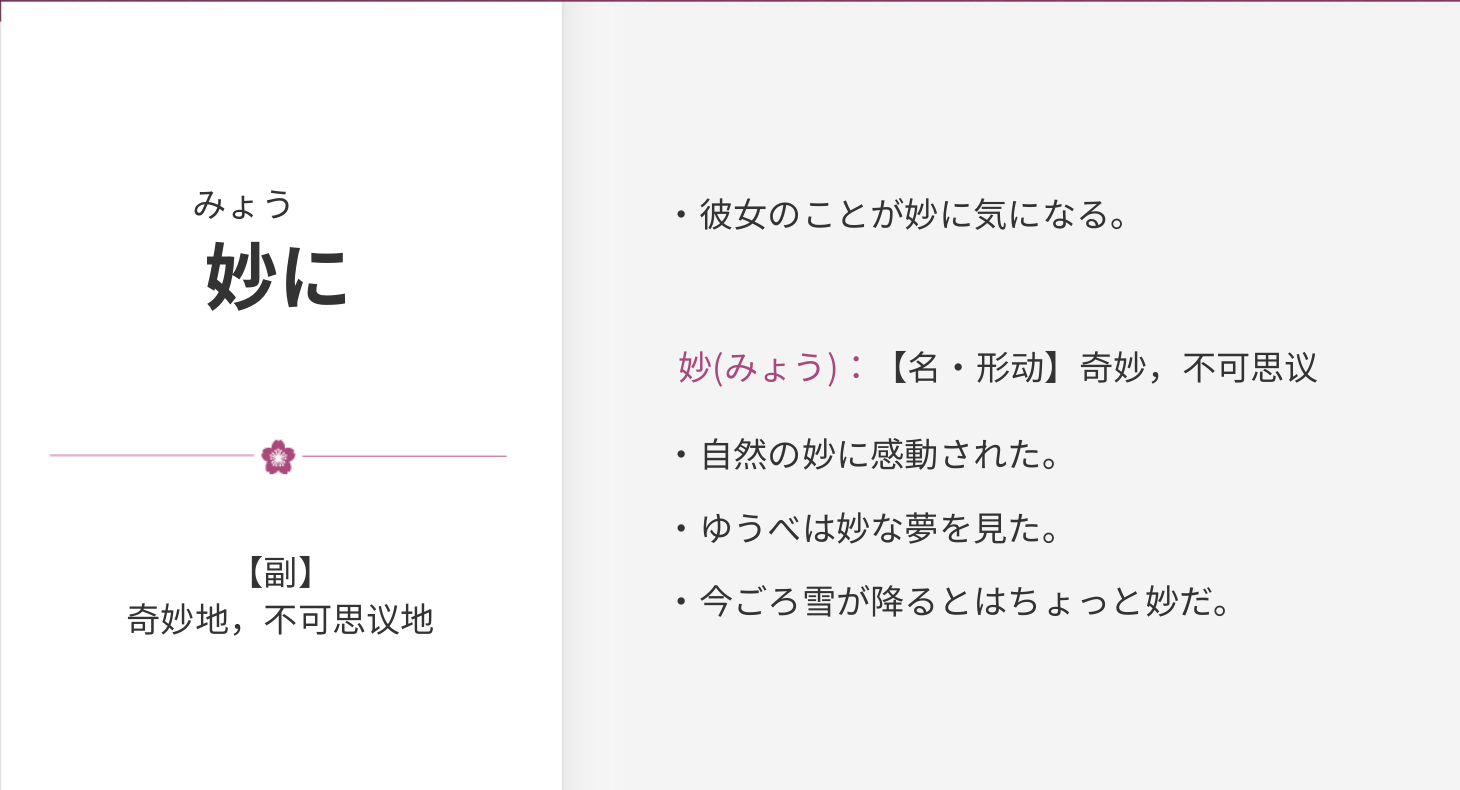 みょう
妙に
【副】
奇妙地，不可思议地
・彼女のことが妙に気になる。
妙(みょう)：【名・形动】奇妙，不可思议
・自然の妙に感動された。
・ゆうべは妙な夢を見た。
・今ごろ雪が降るとはちょっと妙だ。